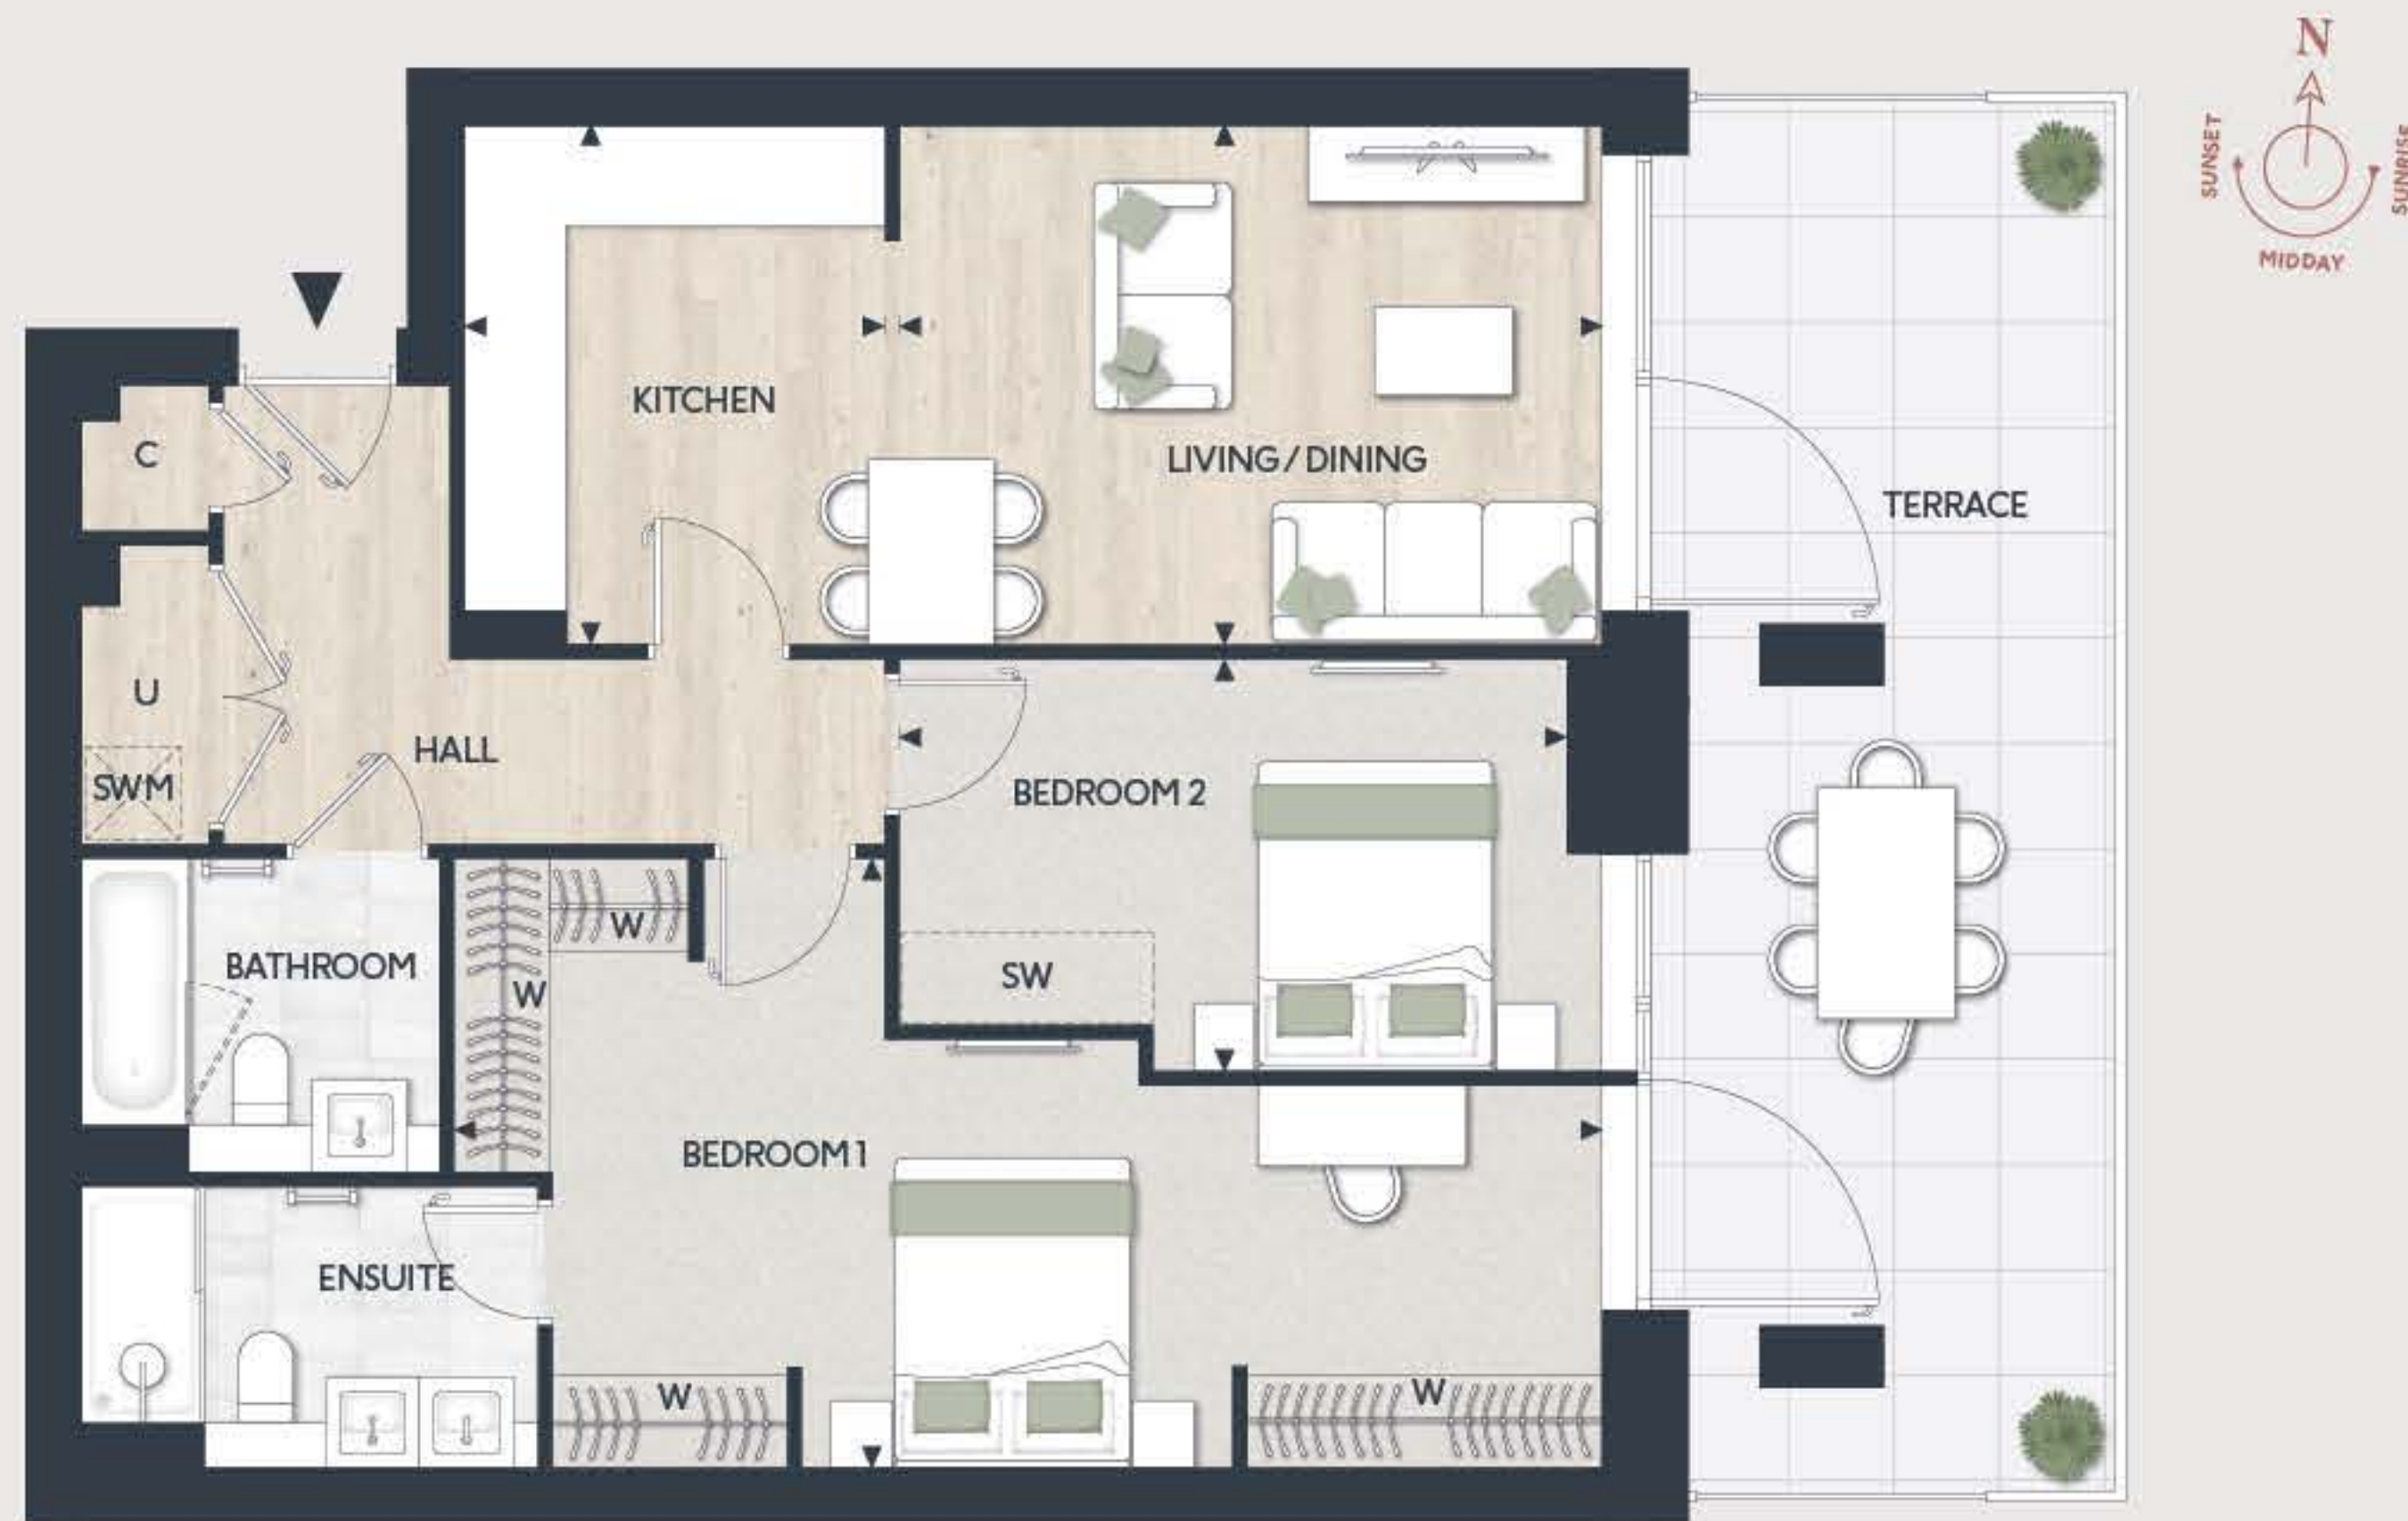 N
SUNSET
SUNRISE
MIDDAY
KITCHEN
C
LIVING / DINING
TERRACE
U
HALL
SWM
BEDROOM 2
W
BATHROOM
SW
W
BEDROOM 1
ENSUITE
W
W